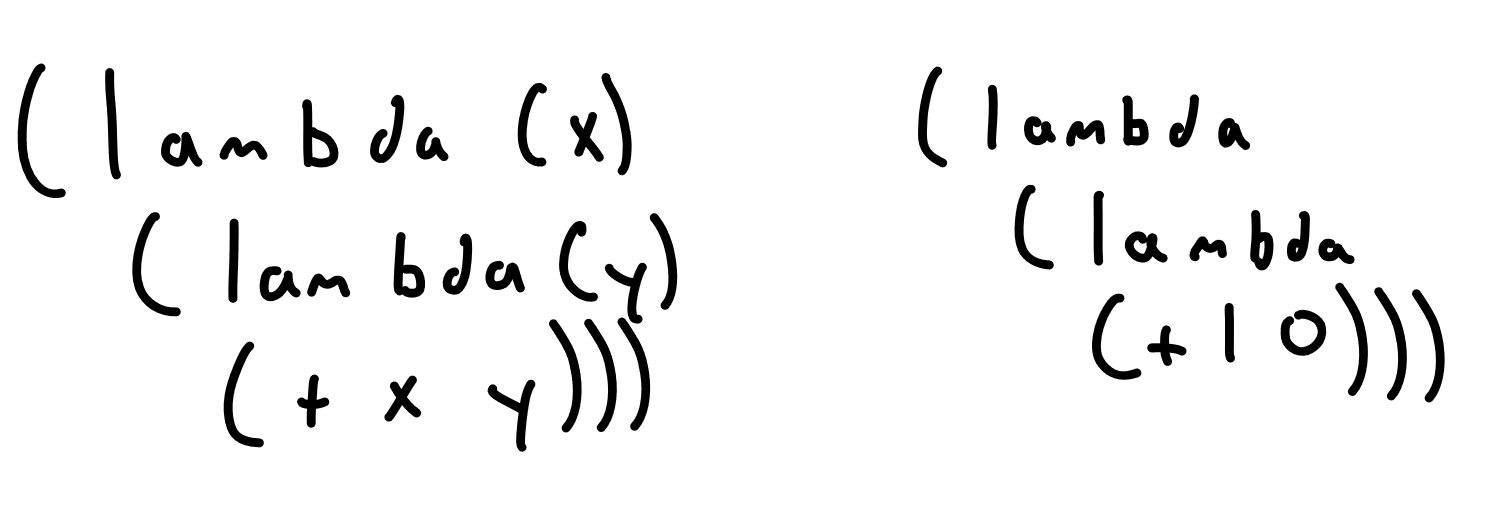 (lambda (x)
(lambda (y)
(+ x y)))
(lambda
(lambda
(+ 1 0)))